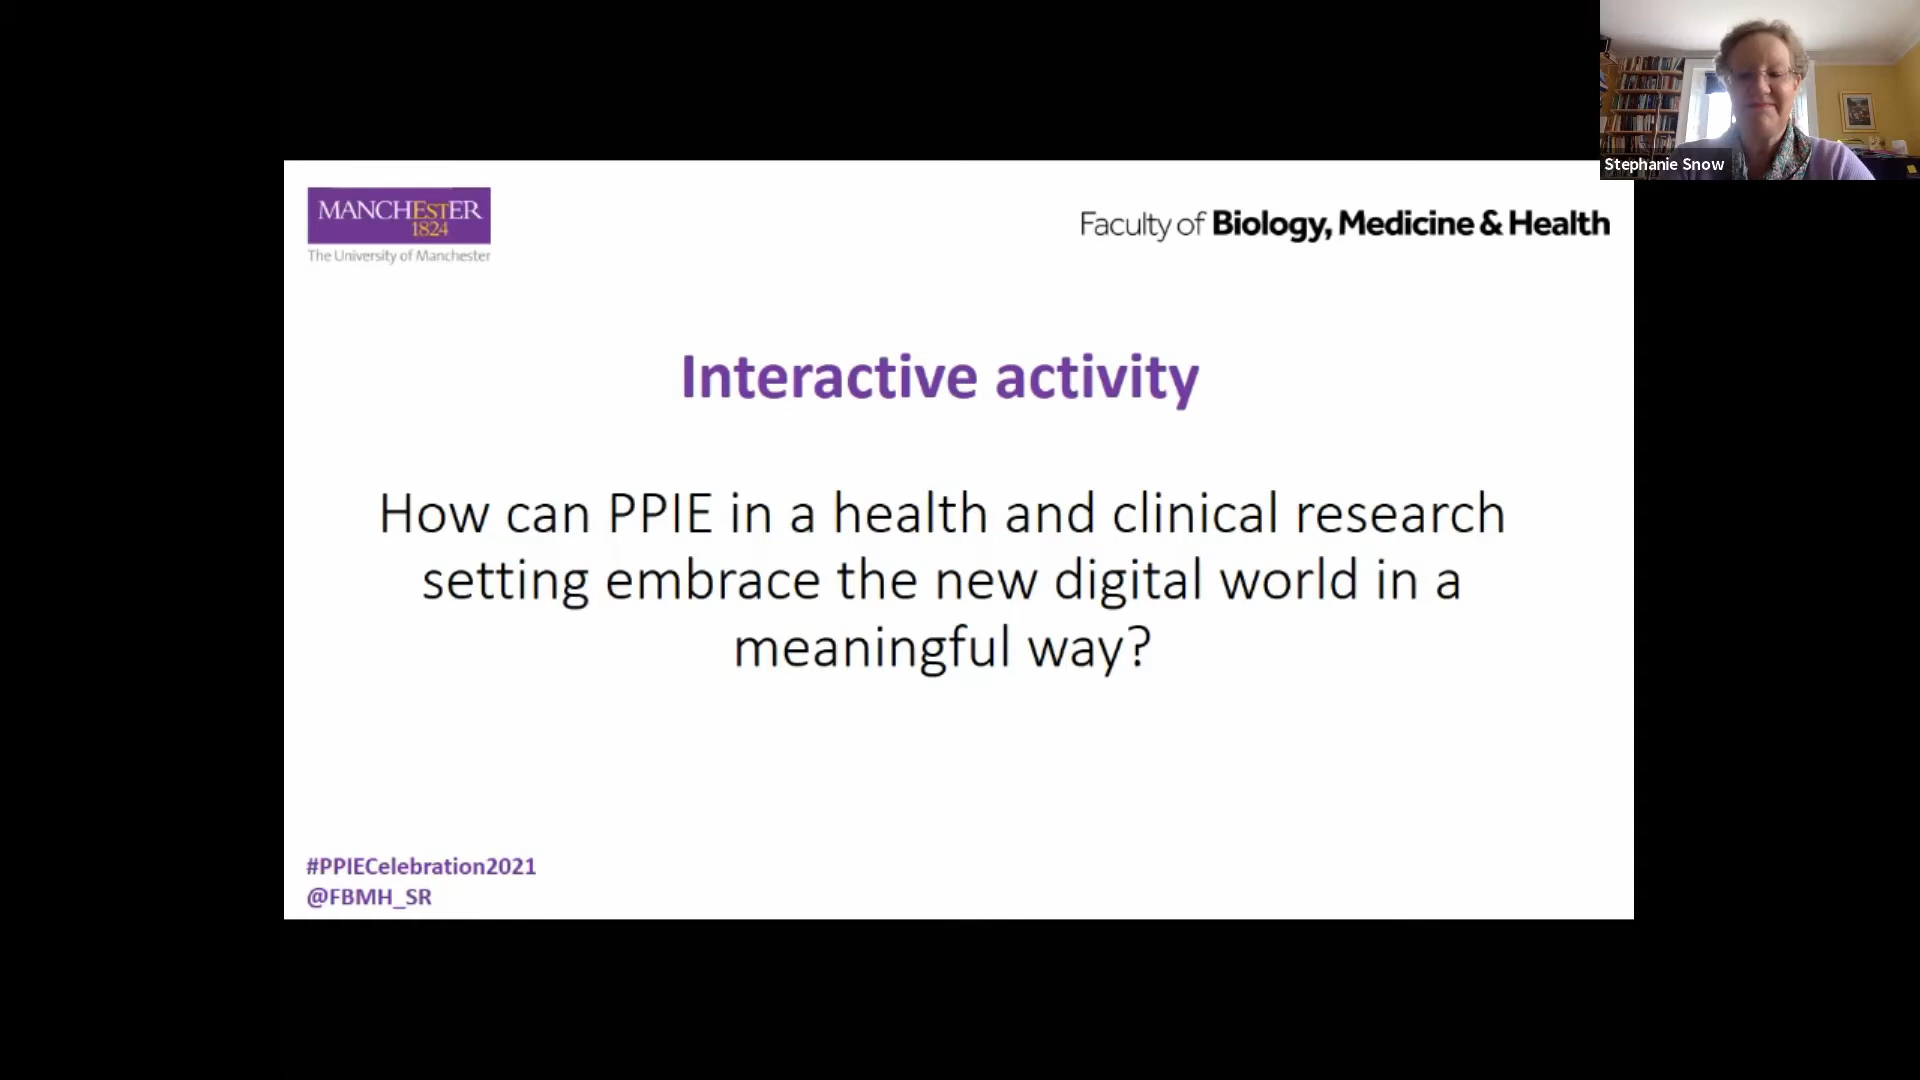 Stephanie Snow
MANCHESTER
1824
The University of Manchester
Faculty of Biology, Medicine & Health
Interactive activity
How can PPIE in a health and clinical research
setting embrace the new digital world in a
meaningful way?
#PPIECelebration2021
@FBMH_SR